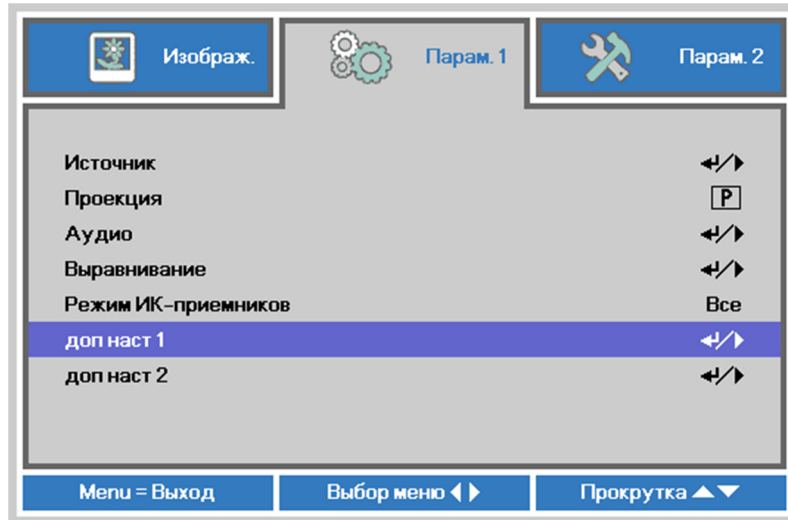 Изображ. Парам. 1 Парам. 2
Источник
Проекция P
Аудио
Выравнивание
Режим ИК-приемников Все
доп наст 1
доп наст 2
Menu = Выход Выбор меню Прокрутка